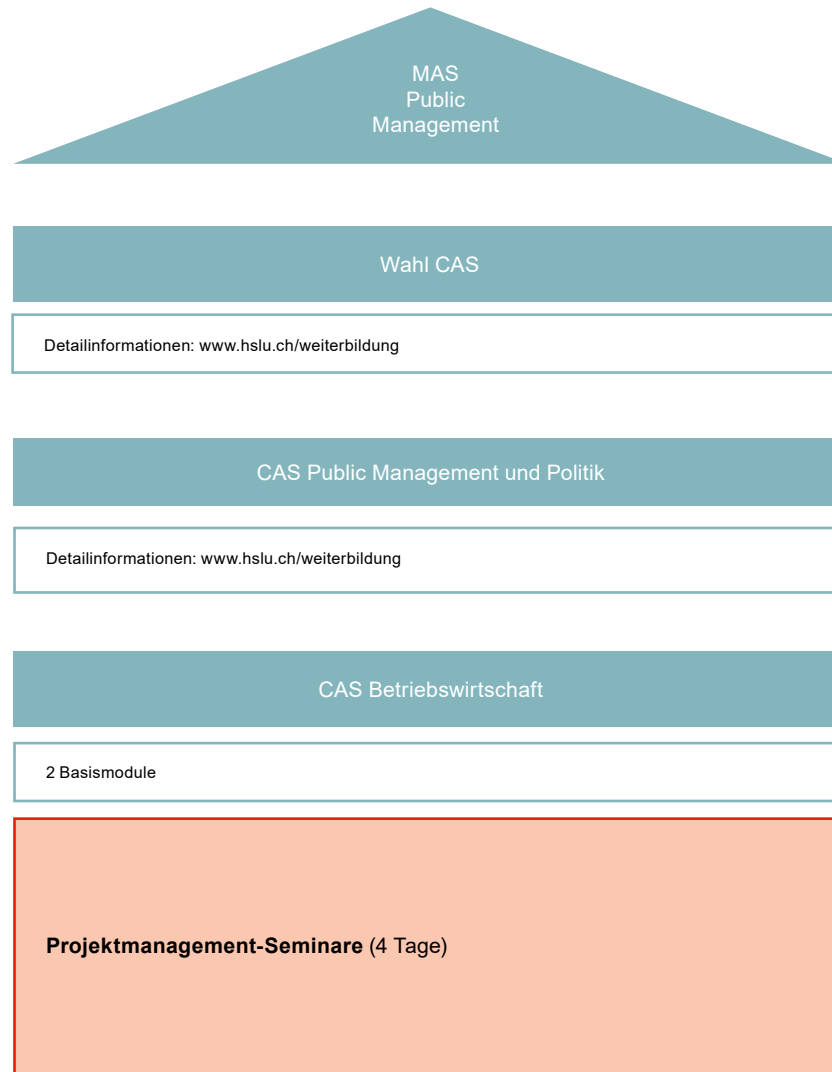 MAS
Public
Management
Wahl CAS
Detailinformationen: www.hslu.ch/weiterbildung
CAS Public Management und Politik
Detailinformationen: www.hslu.ch/weiterbildung
CAS Betriebswirtschaft
2 Basismodule
Projektmanagement-Seminare (4 Tage)